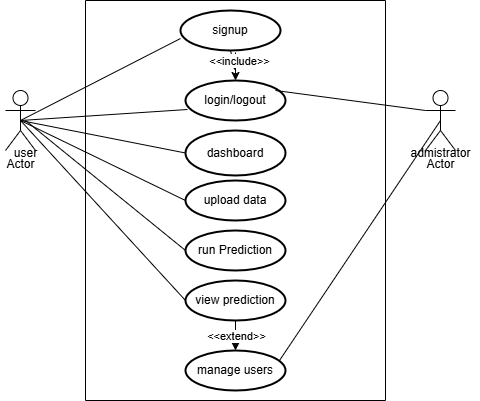 signup
<<include>>
login/logout
user
Actor
admistrator
Actor
dashboard
upload data
run Prediction
view prediction
<<extend>>
manage users